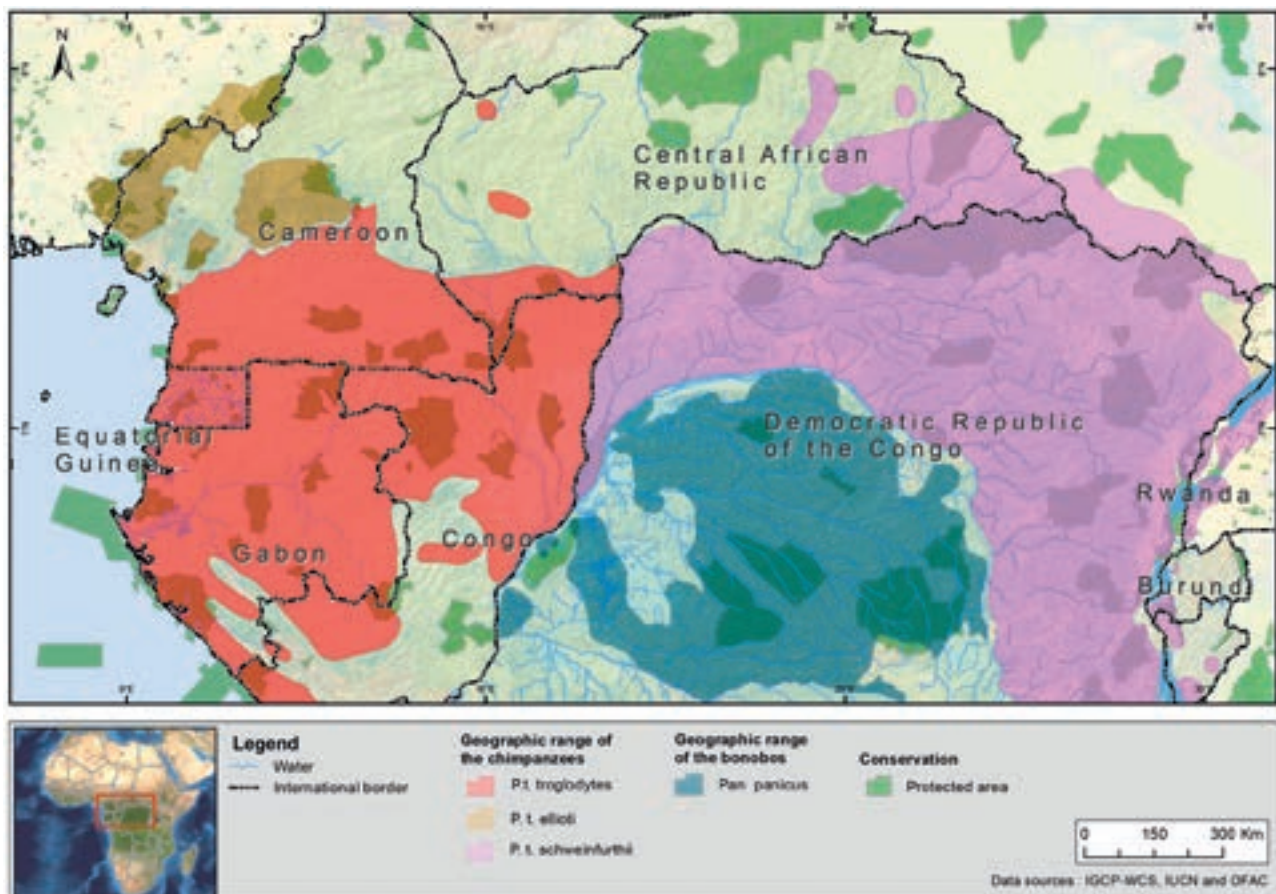 N
Central African
Republic
Cameroon
Democratic Republic
of the Congo
Equatorial
Guinea
Rwanda
Gabon
Congo
Burundi
Legend
Water
International border
Geographic range of
the chimpanzees
P.t. troglodytes
P. t. ellioti
P. t. schweinfurthii
Geographic range
of the bonobos
Pan panicus
Conservation
Protected area
0 150 300 Km
Data sources : IGCP-WCS, IUCN and OFAC